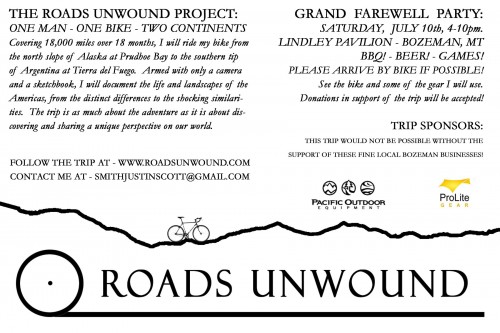 THE ROADS UNWOUND PROJECT:
ONE MAN - ONE BIKE - TWO CONTINENTS
Covering 18,000 miles over 18 months, I will ride my bike from
the north slope of Alaska at Prudhoe Bay to the southern tip
of Argentina at Tierra del Fuego. Armed with only a camera
and a sketchbook, I will document the life and landscapes of the
Americas, from the distinct differences to the shocking similari-
ties. The trip is as much about the adventure as it is about dis-
covering and sharing a unique perspective on our world.
FOLLOW THE TRIP AT - WWW.ROADSUNWOUND.COM
CONTACT ME AT - SMITHJUSTINSCOTT@GMAIL.COM
GRAND FAREWELL PARTY:
SATURDAY, JULY 10th, 4-10pm.
LINDLEY PAVILION - BOZEMAN, MT
BBQ! - BEER! - GAMES!
PLEASE ARRIVE BY BIKE IF POSSIBLE!
See the bike and some of the gear I will use.
Donations in support of the trip will be accepted!
TRIP SPONSORS:
THIS TRIP WOULD NOT BE POSSIBLE WITHOUT THE
SUPPORT OF THESE FINE LOCAL BOZEMAN BUSINESSES!
PACIFIC OUTDOOR
EQUIPMENT
ProLite
GEAR
ROADS UNWOUND